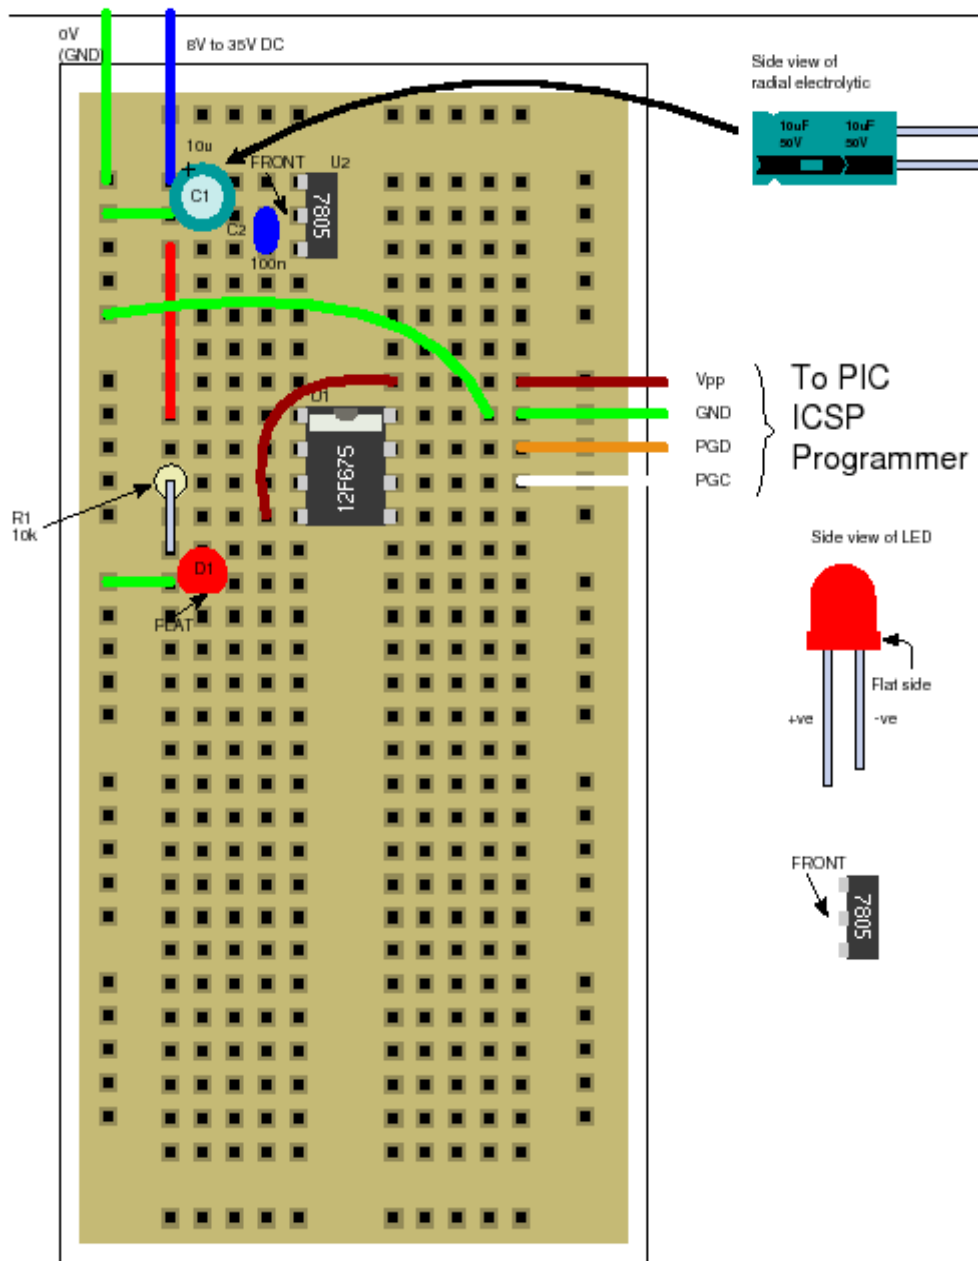 0V
(GND)
8V to 35V DC
Side view of
radial electrolytic
10uF 10uF
50V 50V
10u
+
FRONT
U2
C1
7805
C2
100n
Vpp
GND
PGD
PGC
To PIC
ICSP
Programmer
U1
12F675
R1
10k
D1
FLAT
Side view of LED
Flat side
+ve
-ve
FRONT
7805